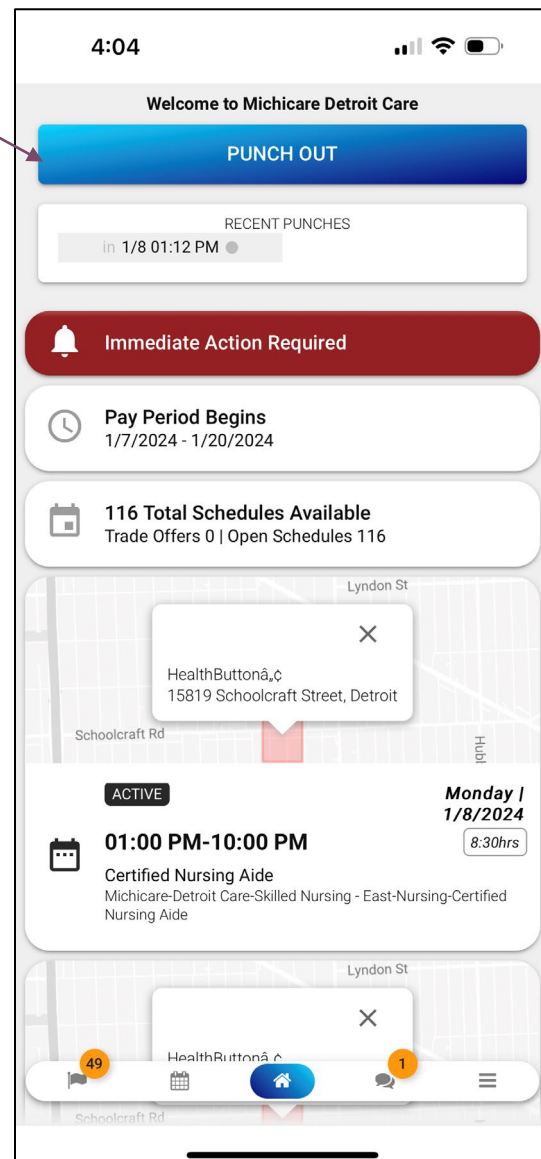 4:04
Welcome to Michicare Detroit Care
PUNCH OUT
RECENT PUNCHES
in 1/8 01:12 PM
Immediate Action Required
Pay Period Begins
1/7/2024 - 1/20/2024
116 Total Schedules Available
Trade Offers 0 | Open Schedules 116
Lyndon St
HealthButtonâ„¢
15819 Schoolcraft Street, Detroit
Schoolcraft Rd
Hubl
ACTIVE
Monday |
1/8/2024
01:00 PM-10:00 PM
8:30hrs
Certified Nursing Aide
Michicare-Detroit Care-Skilled Nursing - East-Nursing-Certified
Nursing Aide
Lyndon St
HealthButtonâ„¢
49
1
Schoolcraft Rd